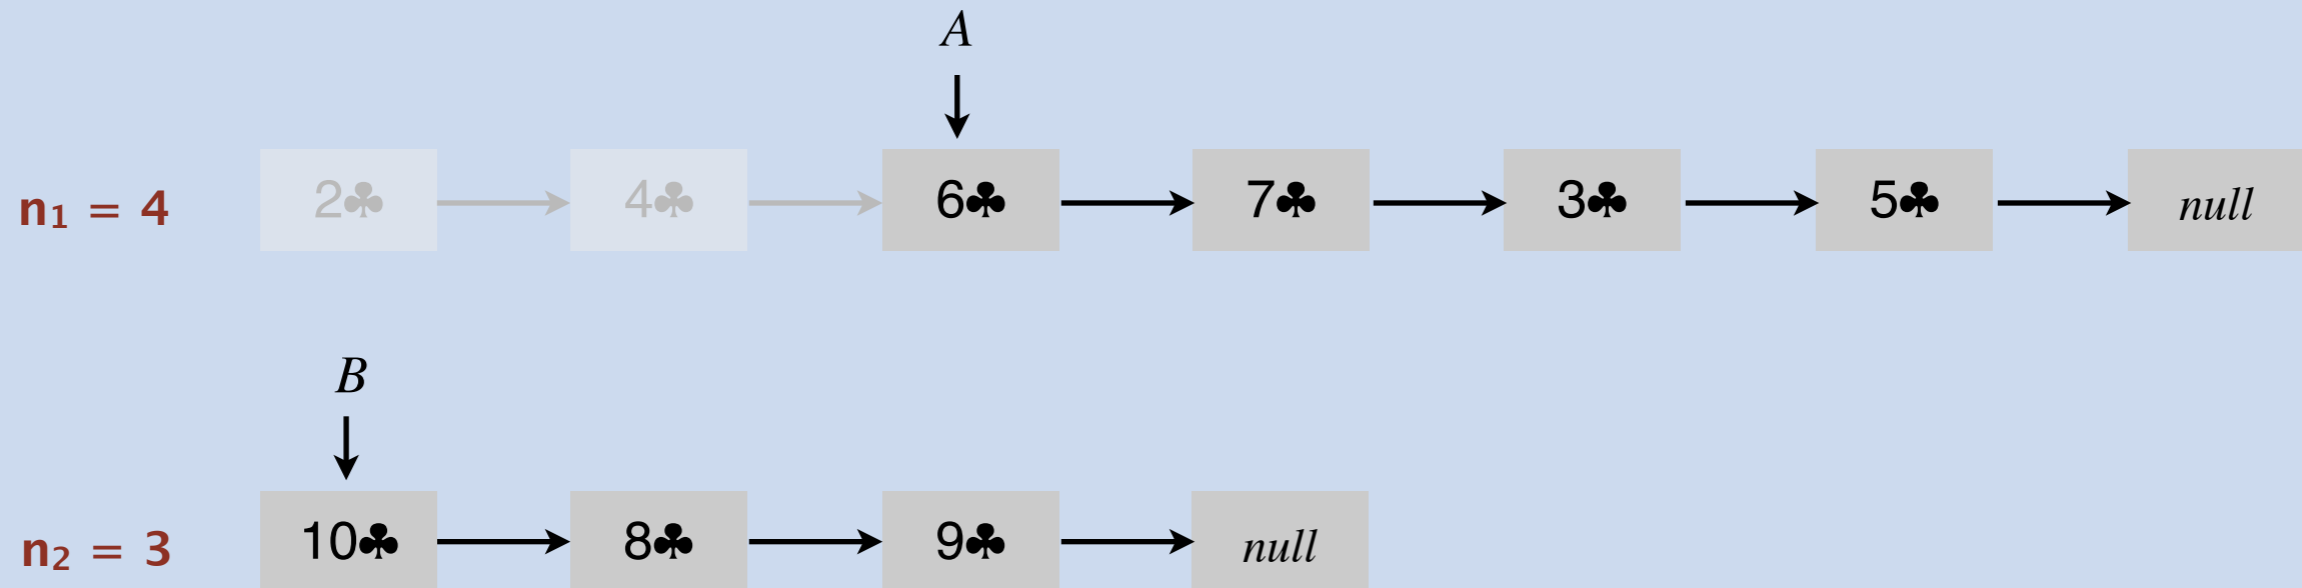 A
n₁ = 4 2♣ 4♣ 6♣ 7♣ 3♣ 5♣ null
B
n₂ = 3 10♣ 8♣ 9♣ null